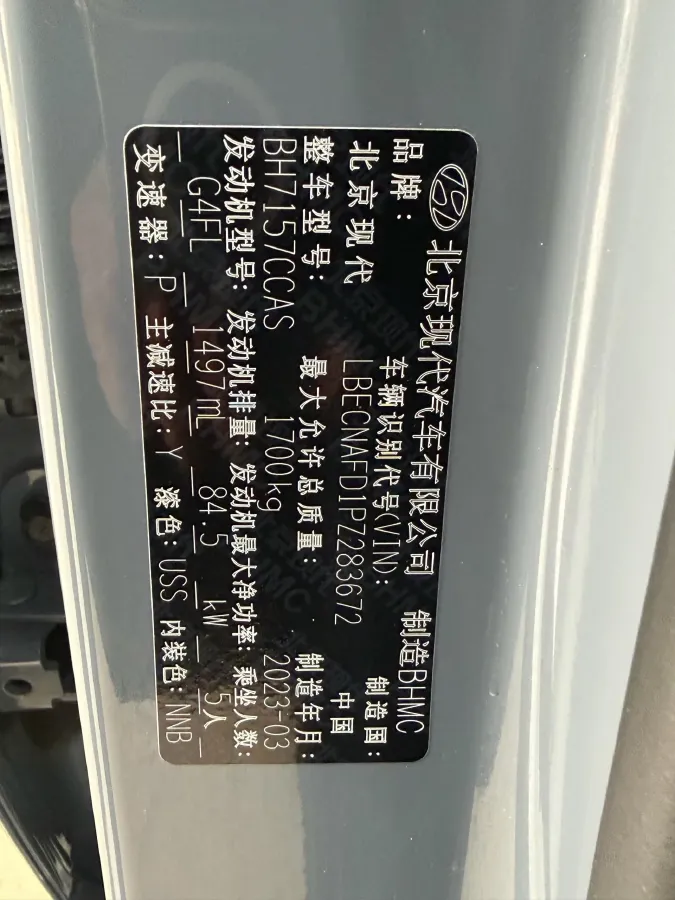 北京现代汽车有限公司 制造BHMC
品牌： 车辆识别代号(VIN)： 制造国：
北京现代 LBECNAFD1PZ283672 中国
整车型号： 最大允许总质量： 制造年月：
BH7157CCAS 1700kg 2023-03
发动机型号： 发动机排量： 发动机最大净功率： 乘坐人数：
G4FL 1497mL 84.5 kW 5人
变速器：P 主减速比：Y 漆色：USS 内装色：NNB